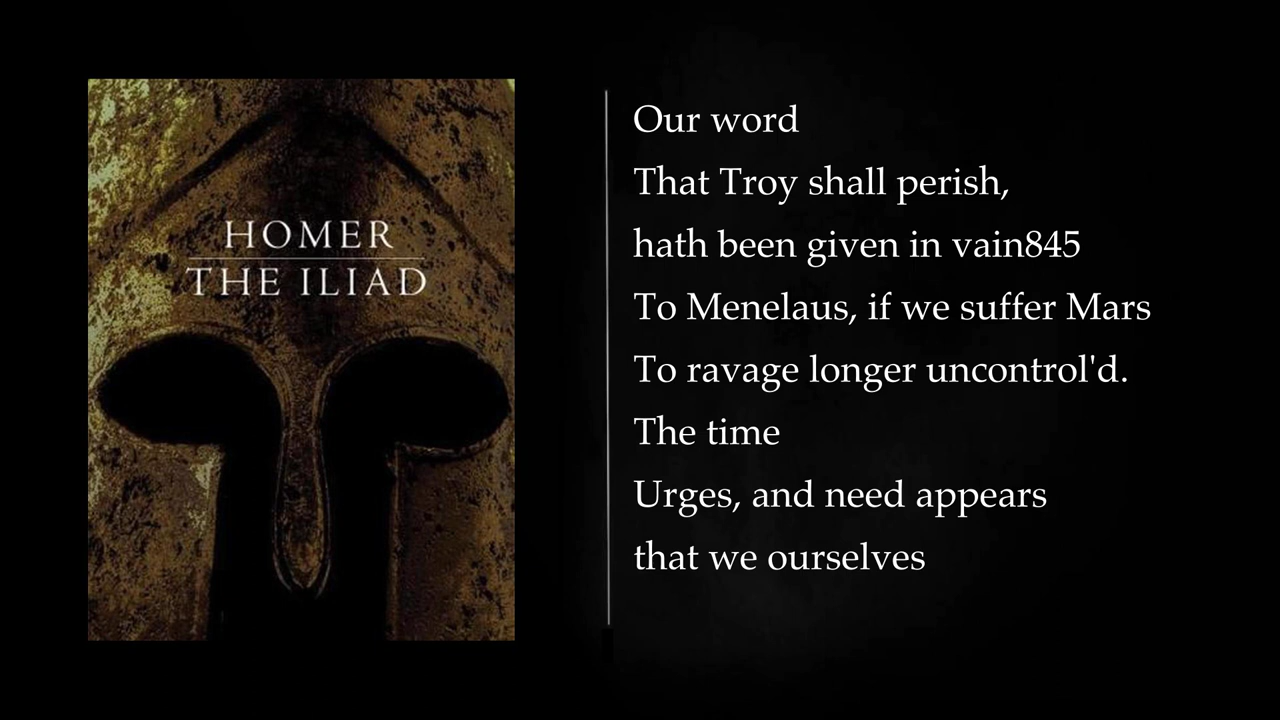 HOMER
THE ILIAD
Our word
That Troy shall perish,
hath been given in vain845
To Menelaus, if we suffer Mars
To ravage longer uncontrol'd.
The time
Urges, and need appears
that we ourselves